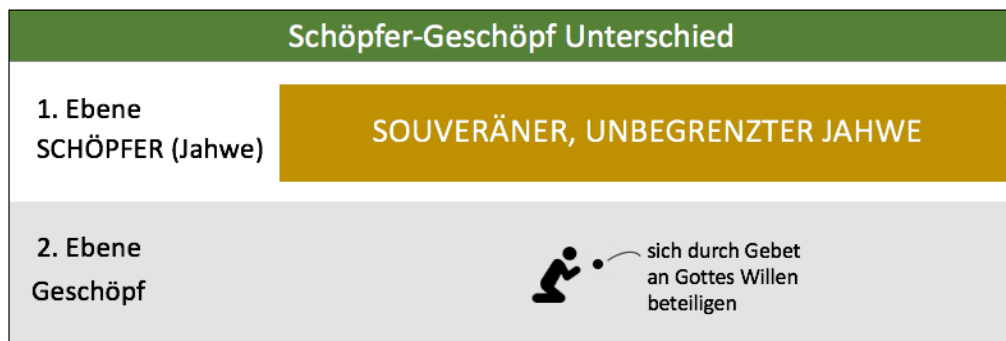 Schöpfer-Geschöpf Unterschied
1. Ebene
SCHÖPFER (Jahwe)
SOUVERÄNER, UNBEGRENZTER JAHWE
2. Ebene
Geschöpf
sich durch Gebet
an Gottes Willen
beteiligen